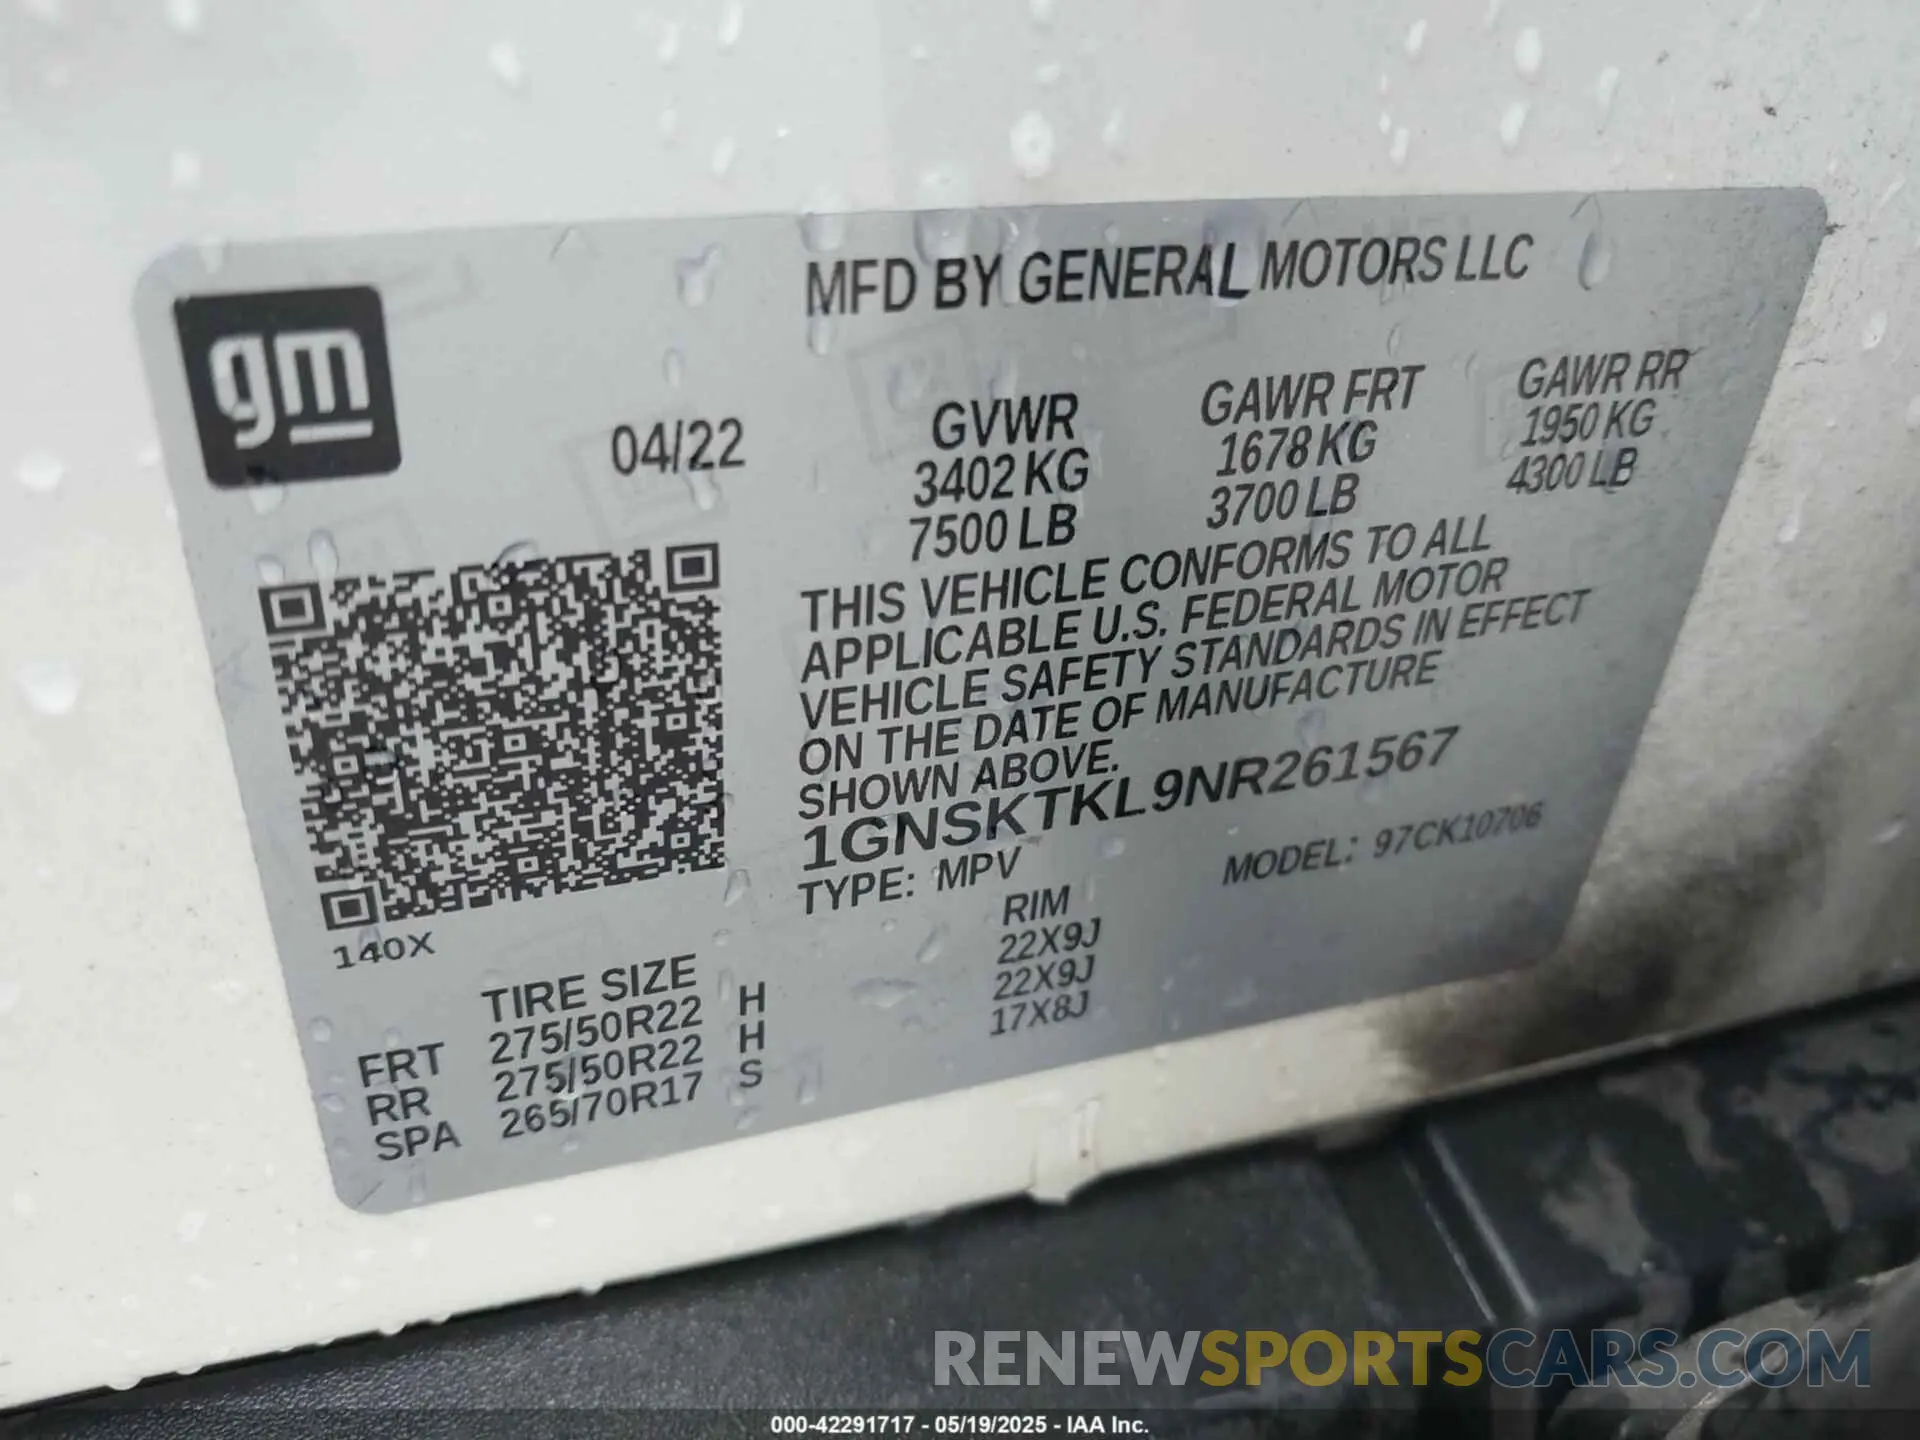 MFD BY GENERAL MOTORS LLC
gm
04/22
GVWR GAWR FRT GAWR RR
3402 KG 1678 KG 1950 KG
7500 LB 3700 LB 4300 LB
THIS VEHICLE CONFORMS TO ALL
APPLICABLE U.S. FEDERAL MOTOR
VEHICLE SAFETY STANDARDS IN EFFECT
ON THE DATE OF MANUFACTURE
SHOWN ABOVE.
1GNSKTKL9NR261567
TYPE: MPV MODEL: 97CK10706
140X
TIRE SIZE RIM
FRT 275/50R22 H 22X9J
RR 275/50R22 H 22X9J
SPA 265/70R17 S 17X8J
RENEWSPORTSCARS.COM
000-42291717 - 05/19/2025 - IAA Inc.